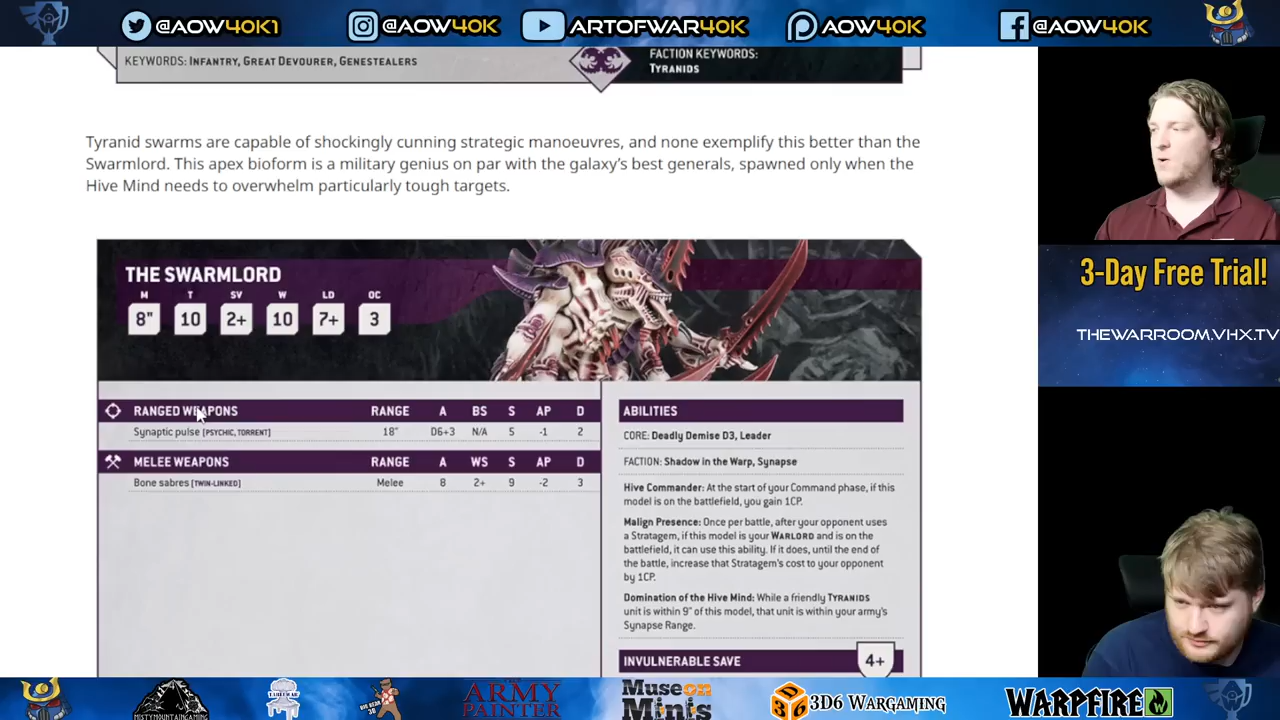 @AOW40K1
@AOW40K
ARTOFWAR40K
AOW40K
@AOW40K
KEYWORDS: INFANTRY, GREAT DEVOURER, GENESTEALERS
FACTION KEYWORDS:
TYRANIDS
Tyranid swarms are capable of shockingly cunning strategic manoeuvres, and none exemplify this better than the
Swarmlord. This apex bioform is a military genius on par with the galaxy's best generals, spawned only when the
Hive Mind needs to overwhelm particularly tough targets.
THE SWARMLORD
M T SV W LD OC
8" 10 2+ 10 7+ 3
RANGED WEAPONS RANGE A BS S AP D
Synaptic pulse [PSYCHIC, TORRENT] 18" D6+3 N/A 5 -1 2
MELEE WEAPONS RANGE A WS S AP D
Bone sabres [TWIN-LINKED] Melee 8 2+ 9 -2 3
ABILITIES
CORE: Deadly Demise D3, Leader
FACTION: Shadow in the Warp, Synapse
Hive Commander: At the start of your Command phase, if this
model is on the battlefield, you gain 1CP.
Malign Presence: Once per battle, after your opponent uses
a Stratagem, if this model is your WARLORD and is on the
battlefield, it can use this ability. If it does, until the end of
the battle, increase that Stratagem's cost to your opponent
by 1CP.
Domination of the Hive Mind: While a friendly TYRANIDS
unit is within 9" of this model, that unit is within your army's
Synapse Range.
INVULNERABLE SAVE 4+
3-Day Free Trial!
THEWARROOM.VHX.TV
MISTYMOUNTAINGAMING
ARMY
PAINTER
MUSEON
MINIS
3D6 WARGAMING
WARPFIRE